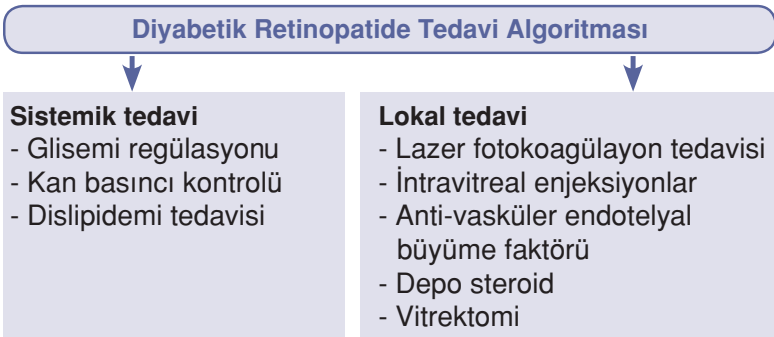 Diyabetik Retinopatide Tedavi Algoritması
Sistemik tedavi
- Glisemi regülasyonu
- Kan basıncı kontrolü
- Dislipidemi tedavisi
Lokal tedavi
- Lazer fotokoagülayon tedavisi
- İntravitreal enjeksiyonlar
- Anti-vasküler endotelyal
büyüme faktörü
- Depo steroid
- Vitrektomi